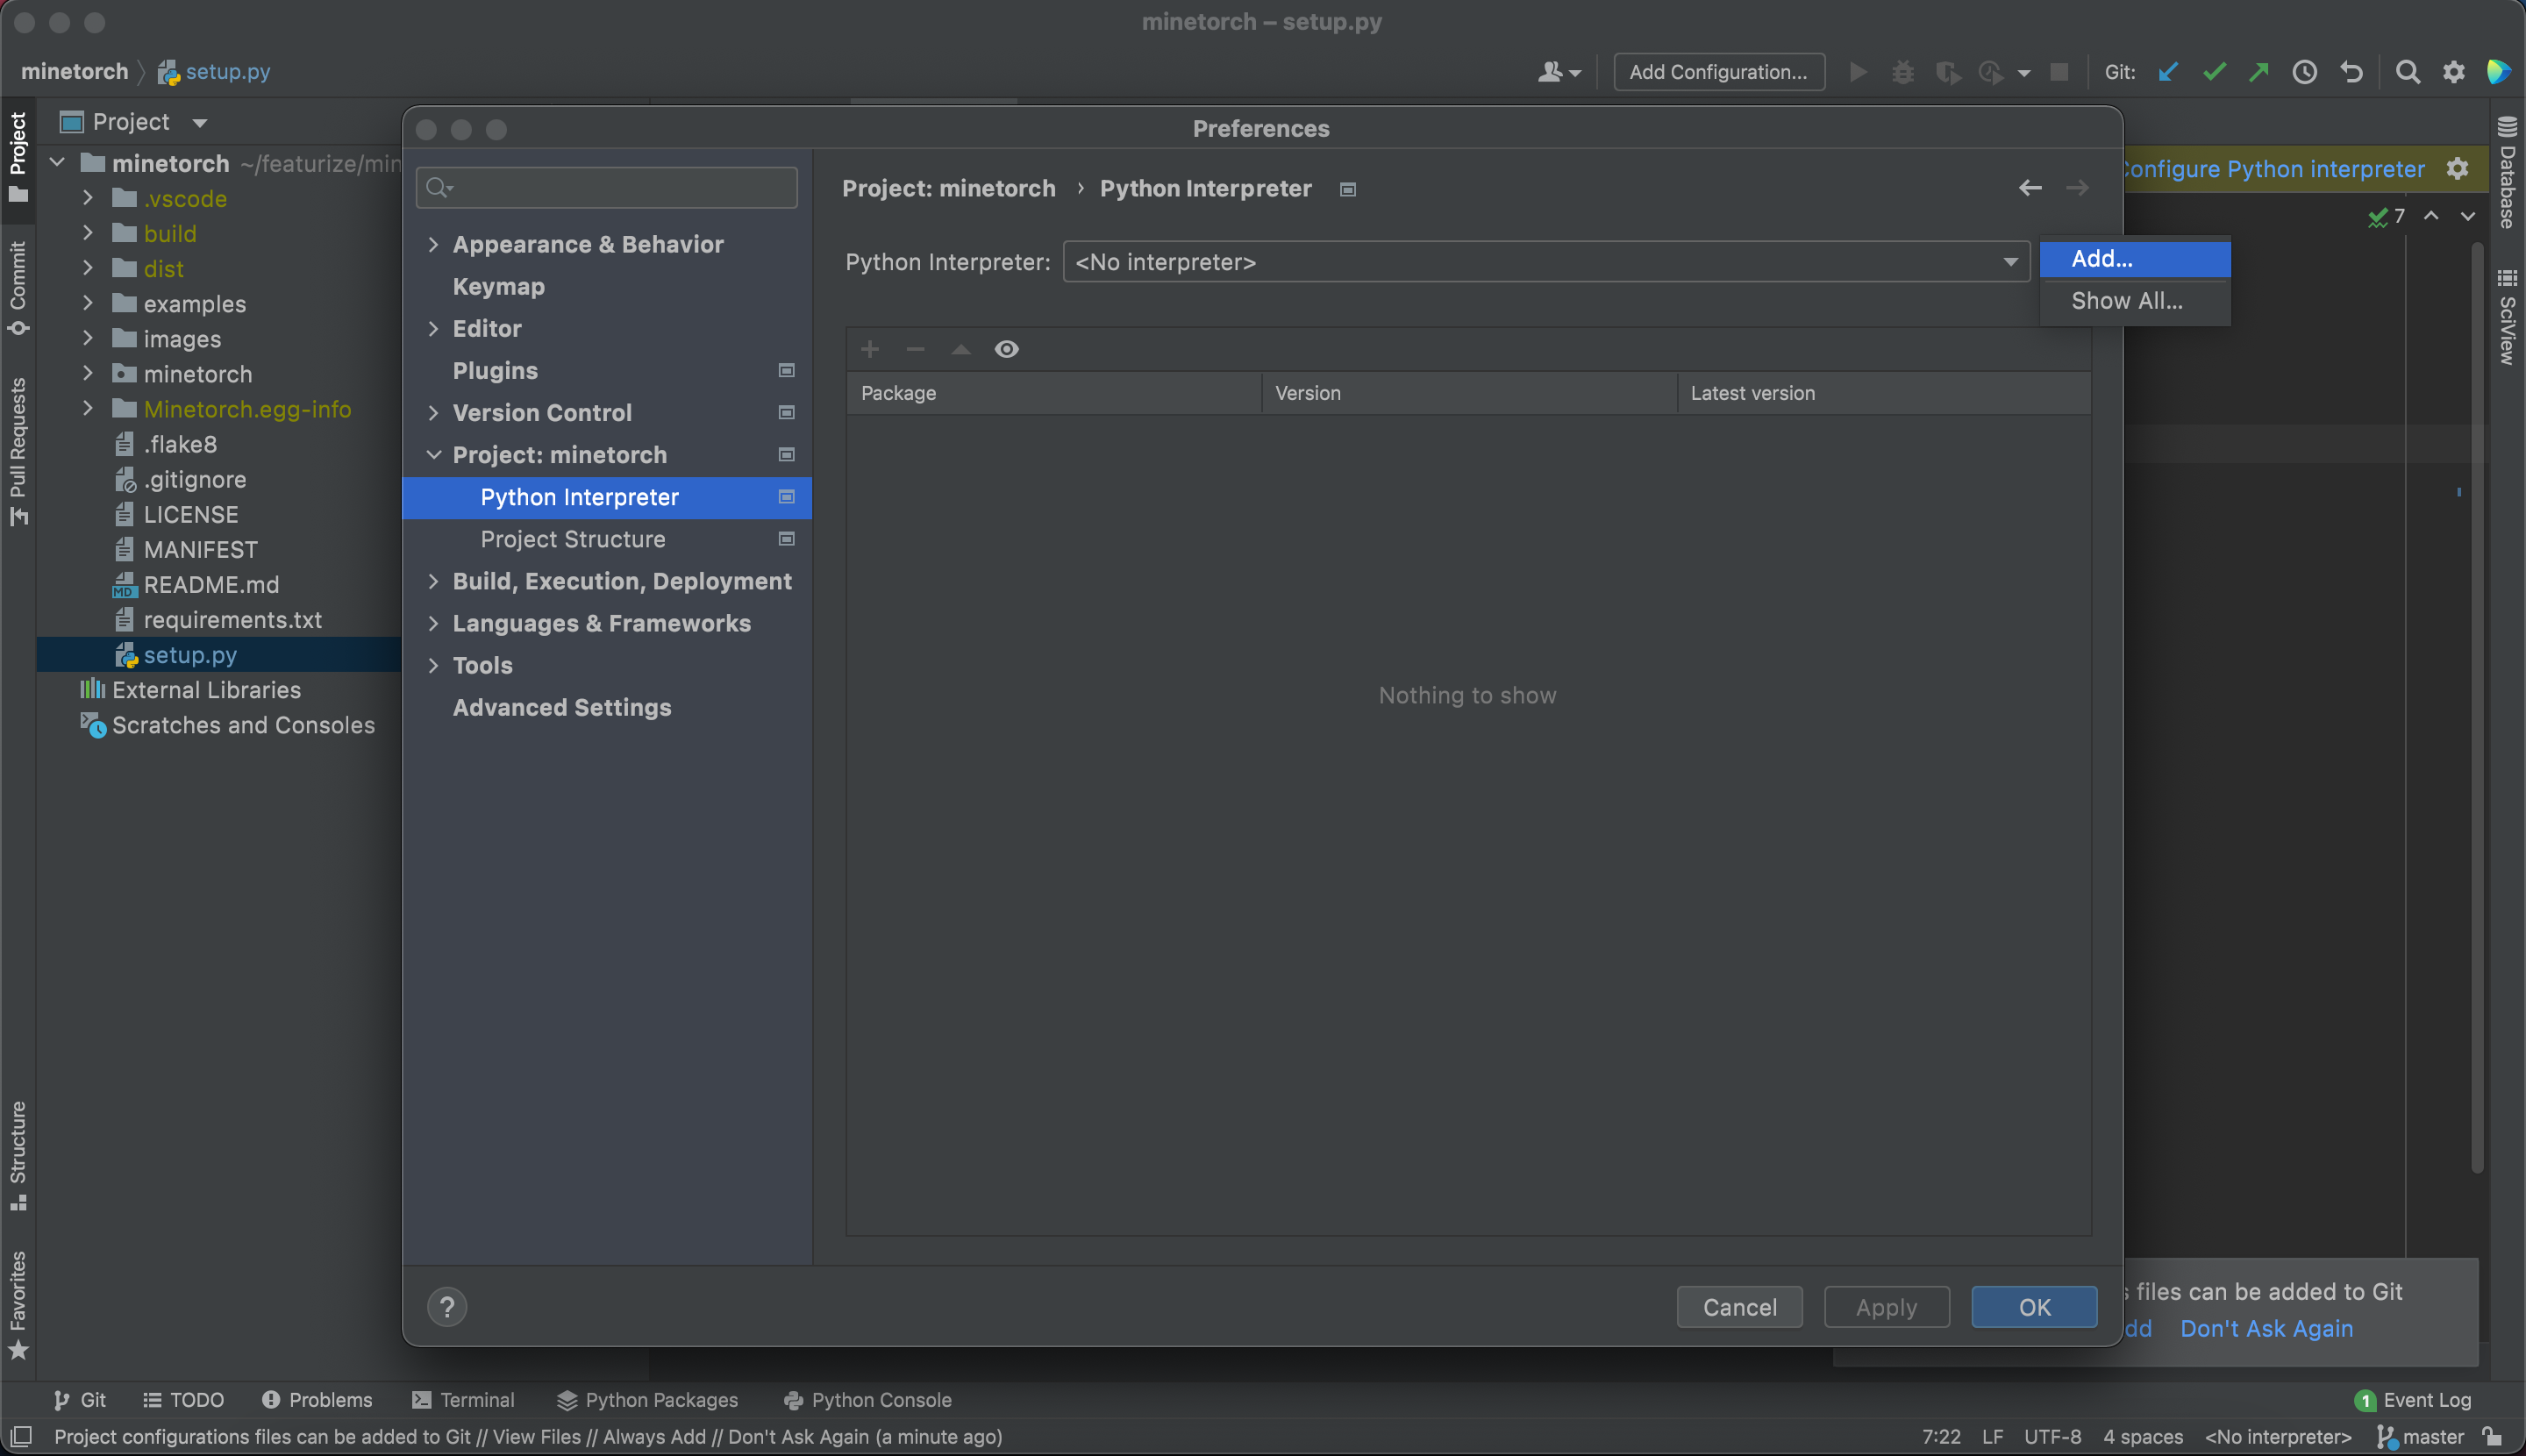 minetorch – setup.py
minetorch setup.py
Add Configuration...
Git:
Project
minetorch ~/featurize/min
.vscode
build
dist
examples
images
minetorch
Minetorch.egg-info
.flake8
.gitignore
LICENSE
MANIFEST
README.md
requirements.txt
setup.py
External Libraries
Scratches and Consoles
Project
Commit
Pull Requests
Structure
Favorites
Preferences
Appearance & Behavior
Keymap
Editor
Plugins
Version Control
Project: minetorch
Python Interpreter
Project Structure
Build, Execution, Deployment
Languages & Frameworks
Tools
Advanced Settings
Project: minetorch › Python Interpreter
Python Interpreter: <No interpreter>
Add...
Show All...
Package Version Latest version
Nothing to show
?
Cancel Apply OK
Configure Python interpreter
7
Database
SciView
files can be added to Git
Don't Ask Again
Git TODO Problems Terminal Python Packages Python Console
1 Event Log
Project configurations files can be added to Git // View Files // Always Add // Don't Ask Again (a minute ago)
7:22 LF UTF-8 4 spaces <No interpreter> master